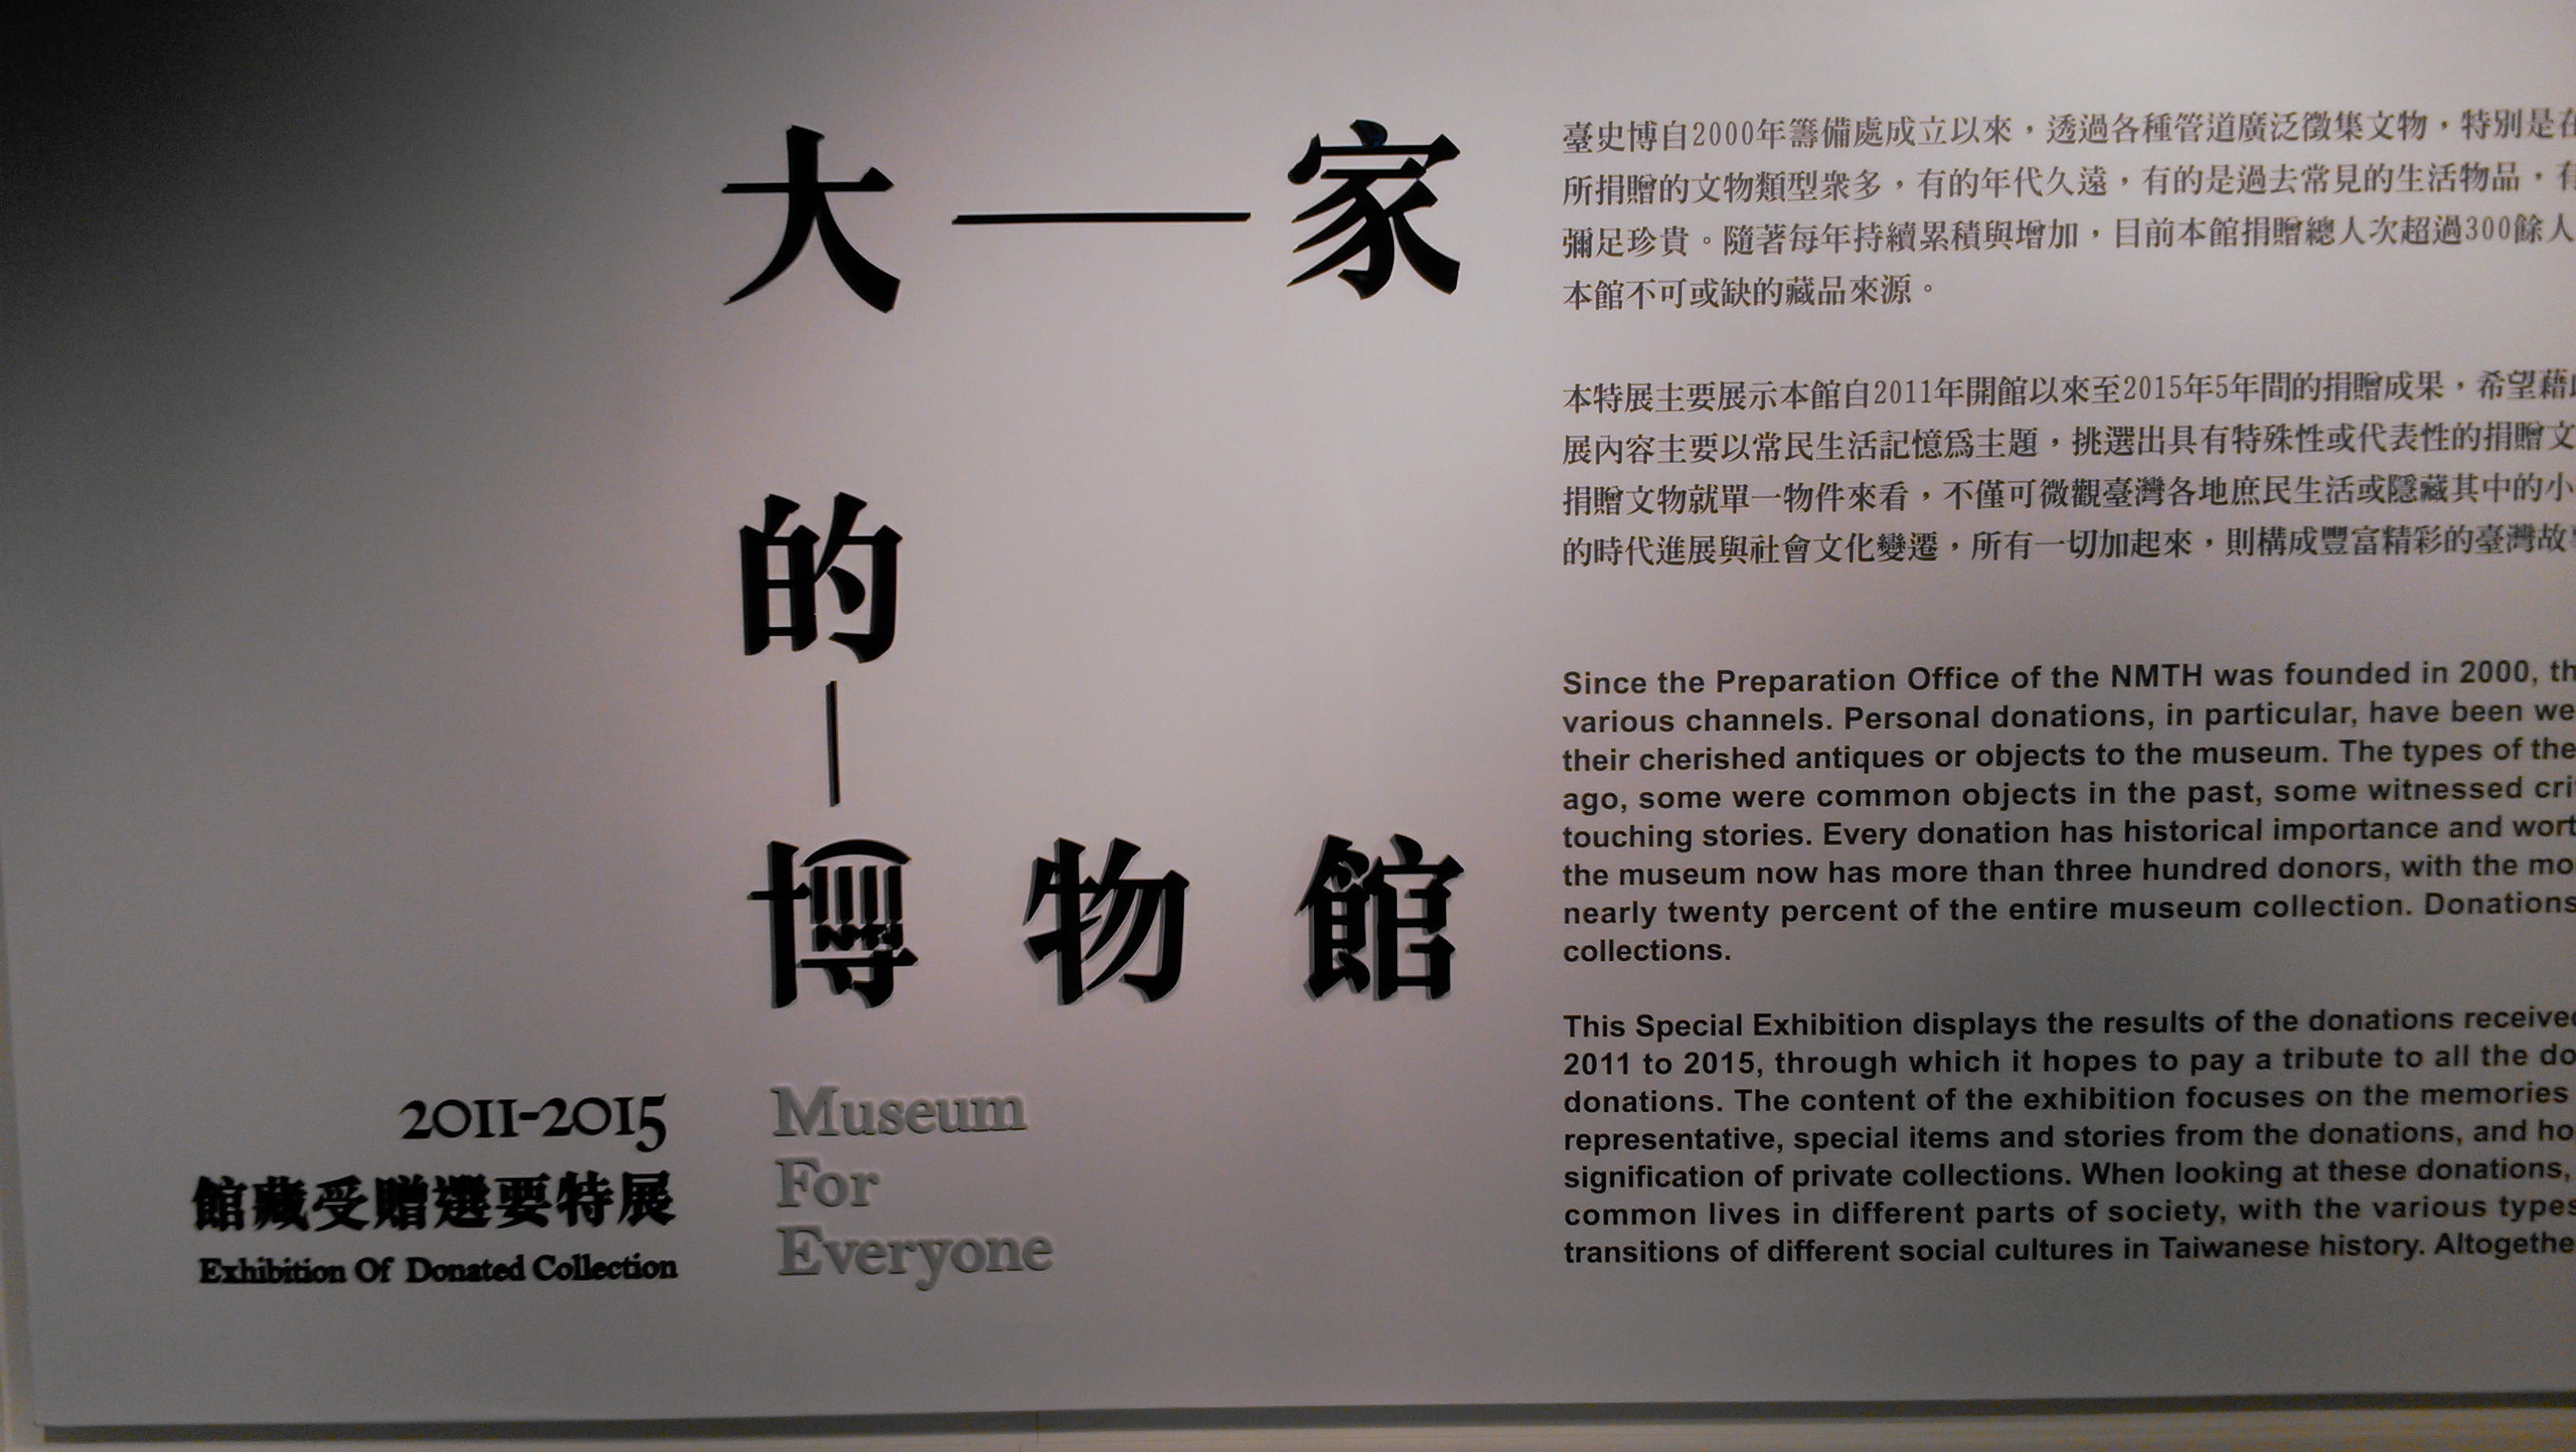 大 — 家
的
博 物 館
2011-2015
館藏受贈選要特展
Exhibition Of Donated Collection
Museum
For
Everyone
臺史博自2000年籌備處成立以來，透過各種管道廣泛徵集文物，特別是在
所捐贈的文物類型衆多，有的年代久遠，有的是過去常見的生活物品，有
彌足珍貴。隨著每年持續累積與增加，目前本館捐贈總人次超過300餘人
本館不可或缺的藏品來源。
本特展主要展示本館自2011年開館以來至2015年5年間的捐贈成果，希望藉
展內容主要以常民生活記憶爲主題，挑選出具有特殊性或代表性的捐贈文
捐贈文物就單一物件來看，不僅可微觀臺灣各地庶民生活或隱藏其中的小
的時代進展與社會文化變遷，所有一切加起來，則構成豐富精彩的臺灣故
Since the Preparation Office of the NMTH was founded in 2000, th
various channels. Personal donations, in particular, have been we
their cherished antiques or objects to the museum. The types of the
ago, some were common objects in the past, some witnessed cri
touching stories. Every donation has historical importance and wort
the museum now has more than three hundred donors, with the mo
nearly twenty percent of the entire museum collection. Donations
collections.
This Special Exhibition displays the results of the donations receive
2011 to 2015, through which it hopes to pay a tribute to all the do
donations. The content of the exhibition focuses on the memories
representative, special items and stories from the donations, and ho
signification of private collections. When looking at these donations,
common lives in different parts of society, with the various types
transitions of different social cultures in Taiwanese history. Altogethe